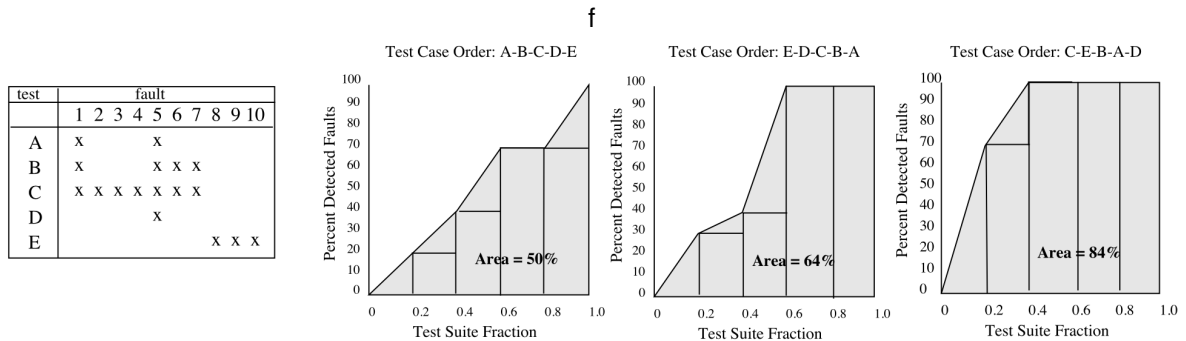 f
test fault
1 2 3 4 5 6 7 8 9 10
A x x
B x x x x
C x x x x x x x
D x
E x x x
Test Case Order: A-B-C-D-E
Percent Detected Faults
100
90
80
70
60
50
40
30
20
10
0
Area = 50%
0 0.2 0.4 0.6 0.8 1.0
Test Suite Fraction
Test Case Order: E-D-C-B-A
Percent Detected Faults
100
90
80
70
60
50
40
30
20
10
0
Area = 64%
0 0.2 0.4 0.6 0.8 1.0
Test Suite Fraction
Test Case Order: C-E-B-A-D
Percent Detected Faults
100
90
80
70
60
50
40
30
20
10
0
Area = 84%
0 0.2 0.4 0.6 0.8 1.0
Test Suite Fraction